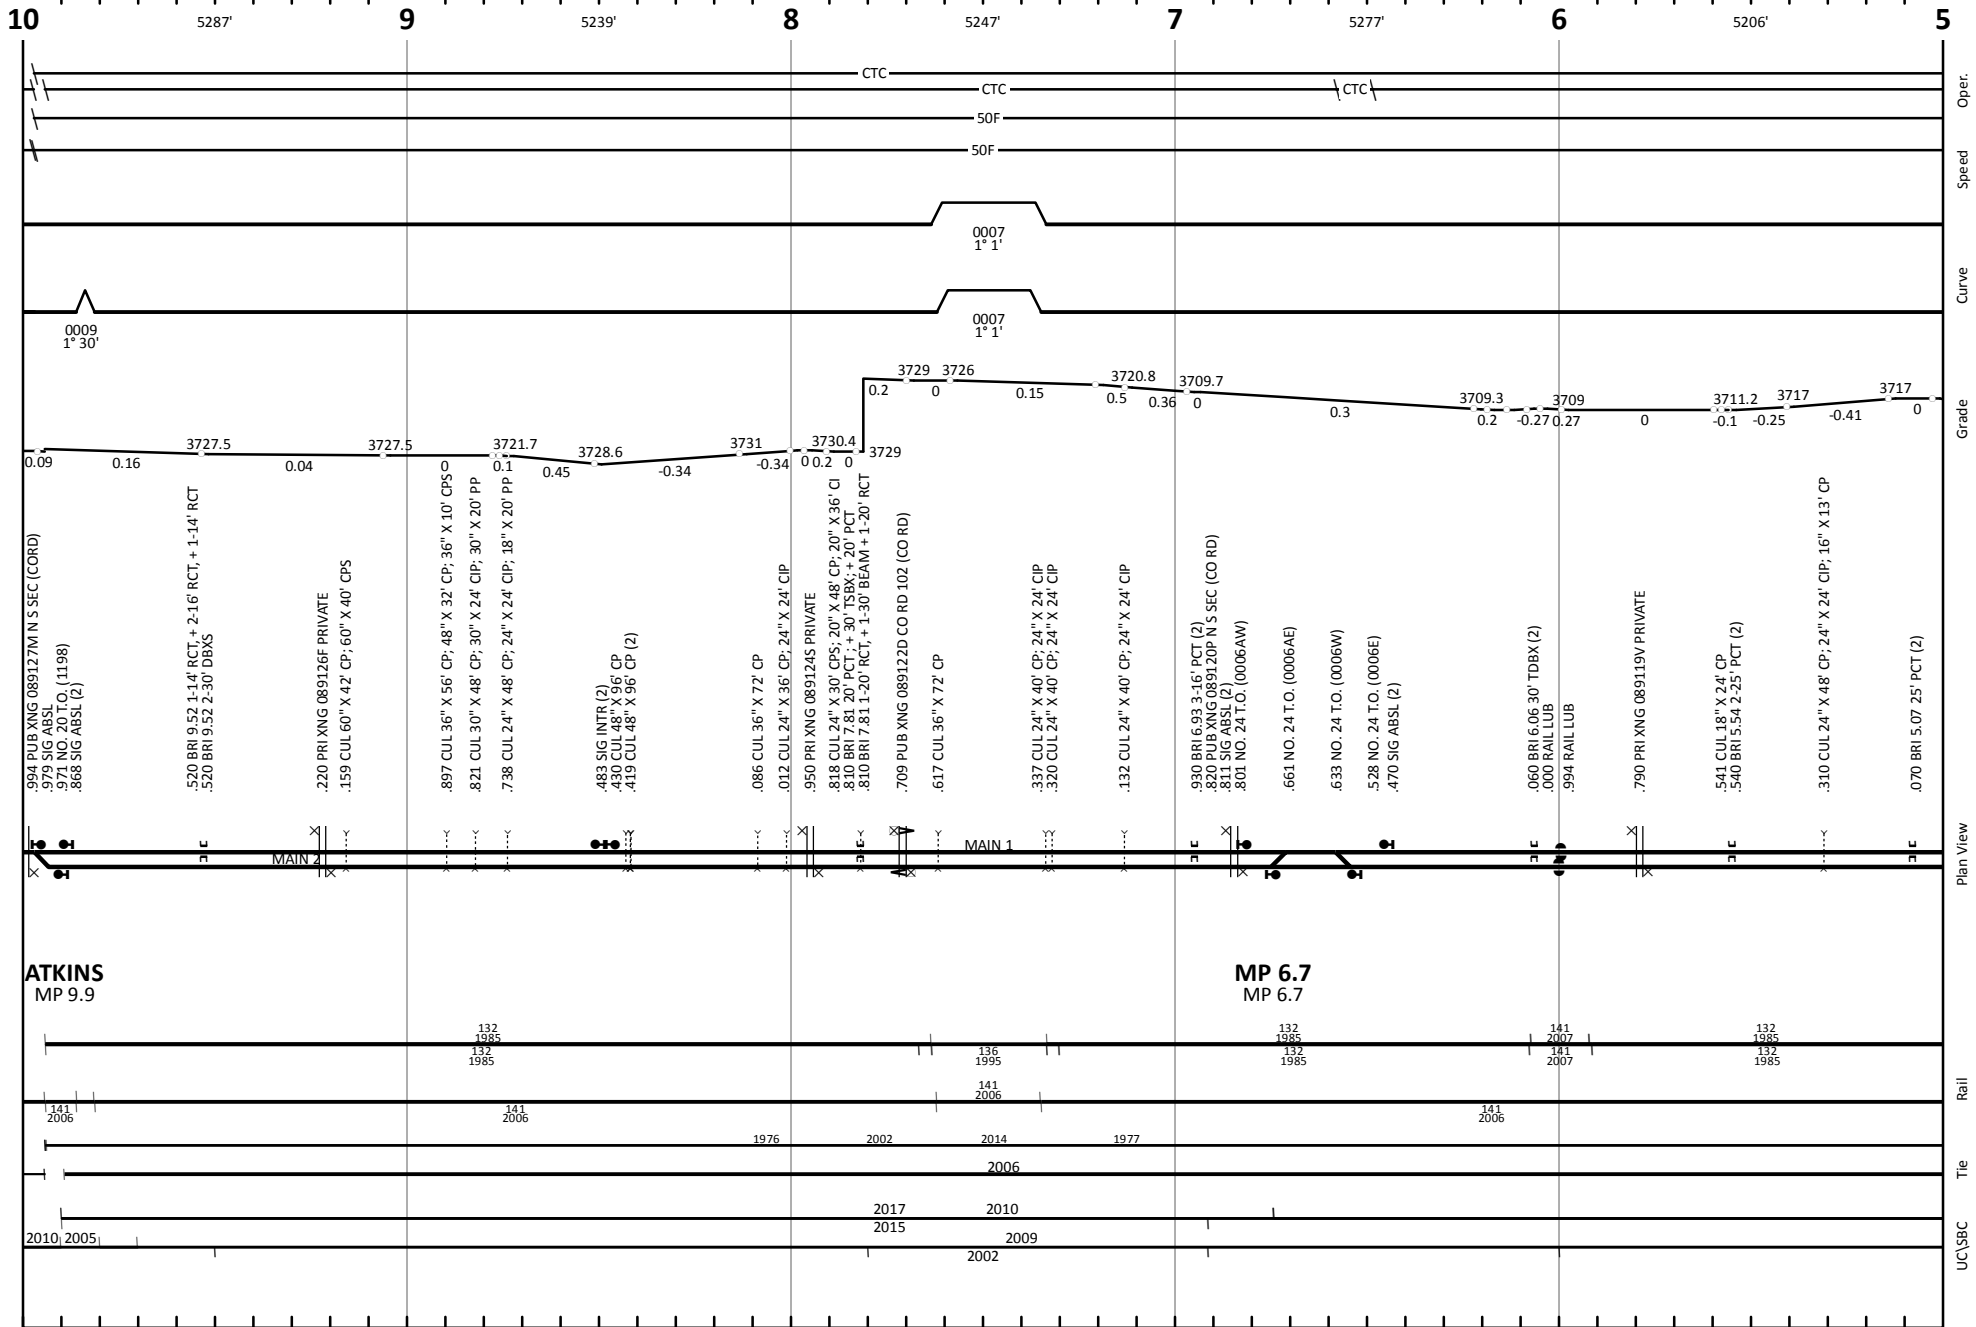 10
5287'
9
5239'
8
5247'
7
5277'
6
5206'
5
CTC
CTC
CTC
50F
50F
Oper.
Speed
0007
1° 1'
0009
1° 30'
0007
1° 1'
Curve
0.09
0.16
3727.5
0.04
3727.5
0
3721.7
0.1
0.45
3728.6
-0.34
3731
-0.34
0
3730.4
0.2
0
3729
0.2
3729
0
3726
0.15
3720.8
0.5
0.36
3709.7
0
0.3
3709.3
0.2
-0.27
3709
0.27
0
3711.2
-0.1
-0.25
3717
-0.41
3717
0
Grade
.994 PUB XNG 089127M N S SEC (CORD)
.979 SIG ABSL
.971 NO. 20 T.O. (1198)
.868 SIG ABSL (2)
.520 BRI 9.52 1-14' RCT, + 2-16' RCT, + 1-14' RCT
.520 BRI 9.52 2-30' DBXS
.220 PRI XNG 089126F PRIVATE
.159 CUL 60" X 42' CP; 60" X 40' CPS
.897 CUL 36" X 56' CP; 48" X 32' CP; 36" X 10' CPS
.821 CUL 30" X 48' CP; 30" X 24' CIP; 30" X 20' PP
.738 CUL 24" X 48' CP; 24" X 24' CIP; 18" X 20' PP
.483 SIG INTR (2)
.430 CUL 48" X 96' CP
.419 CUL 48" X 96' CP (2)
.086 CUL 36" X 72' CP
.012 CUL 24" X 36' CP; 24" X 24' CIP
.950 PRI XNG 089124S PRIVATE
.818 CUL 24" X 30' CPS; 20" X 48' CP; 20" X 36' CI
.810 BRI 7.81 20' PCT ; + 30' TSBX; + 20' PCT
.810 BRI 7.81 1-20' RCT, + 1-30' BEAM + 1-20' RCT
.709 PUB XNG 089122D CO RD 102 (CO RD)
.617 CUL 36" X 72' CP
.337 CUL 24" X 40' CP; 24" X 24' CIP
.320 CUL 24" X 40' CP; 24" X 24' CIP
.132 CUL 24" X 40' CP; 24" X 24' CIP
.930 BRI 6.93 3-16' PCT (2)
.820 PUB XNG 089120P N S SEC (CO RD)
.811 SIG ABSL (2)
.801 NO. 24 T.O. (0006AW)
.661 NO. 24 T.O. (0006AE)
.633 NO. 24 T.O. (0006W)
.528 NO. 24 T.O. (0006E)
.470 SIG ABSL (2)
.060 BRI 6.06 30' TDBX (2)
.000 RAIL LUB
.994 RAIL LUB
.790 PRI XNG 089119V PRIVATE
.541 CUL 18" X 24' CP
.540 BRI 5.54 2-25' PCT (2)
.310 CUL 24" X 48' CP; 24" X 24' CIP; 16" X 13' CP
.070 BRI 5.07 25' PCT (2)
MAIN 2
MAIN 1
Plan View
ATKINS
MP 9.9
MP 6.7
MP 6.7
132
1985
132
1985
136
1995
132
1985
132
1985
141
2007
141
2007
132
1985
132
1985
141
2006
141
2006
141
2006
141
2006
Rail
1976
2002
2014
1977
2006
Tie
2017
2010
2015
2010
2005
2009
2002
UC\SBC